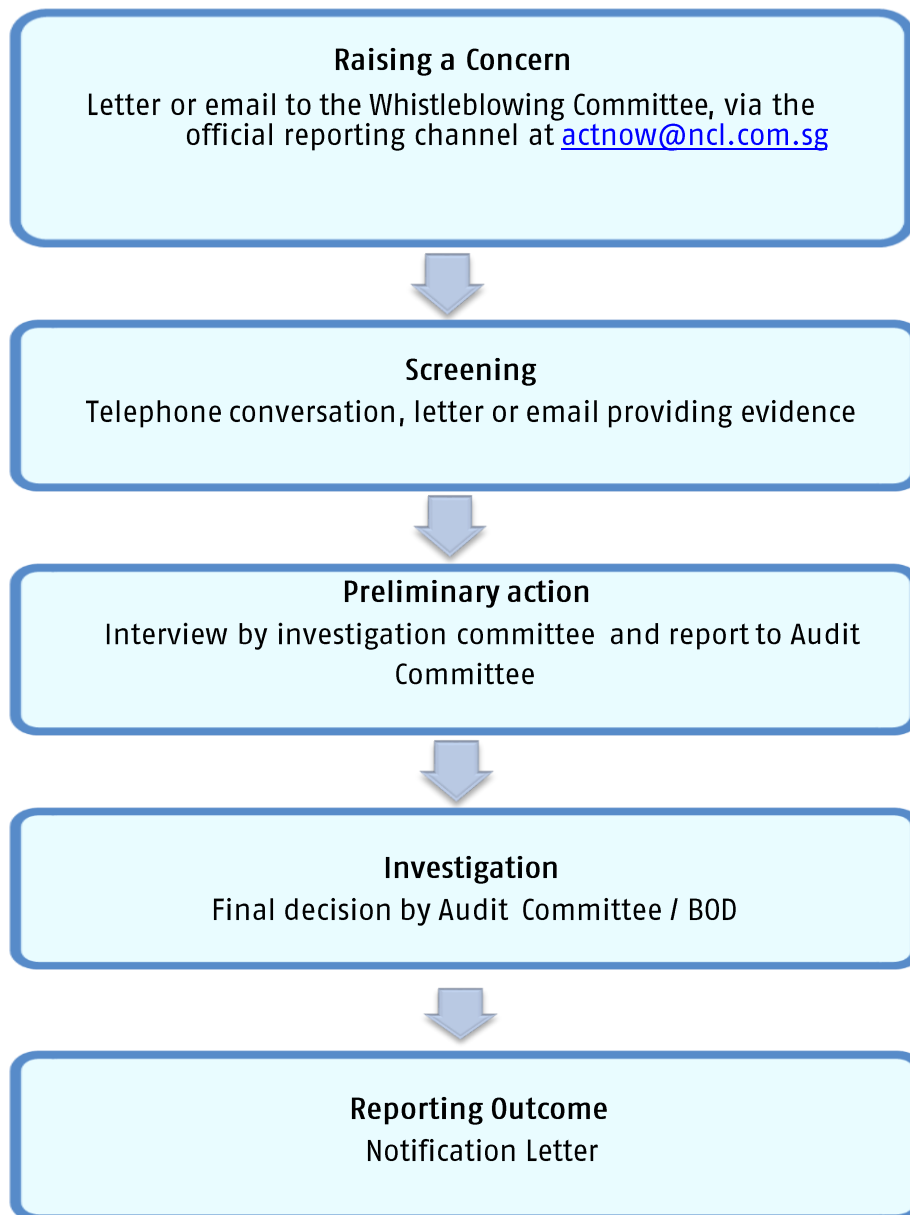 Raising a Concern
Letter or email to the Whistleblowing Committee, via the
official reporting channel at actnow@ncl.com.sg
Screening
Telephone conversation, letter or email providing evidence
Preliminary action
Interview by investigation committee and report to Audit
Committee
Investigation
Final decision by Audit Committee / BOD
Reporting Outcome
Notification Letter